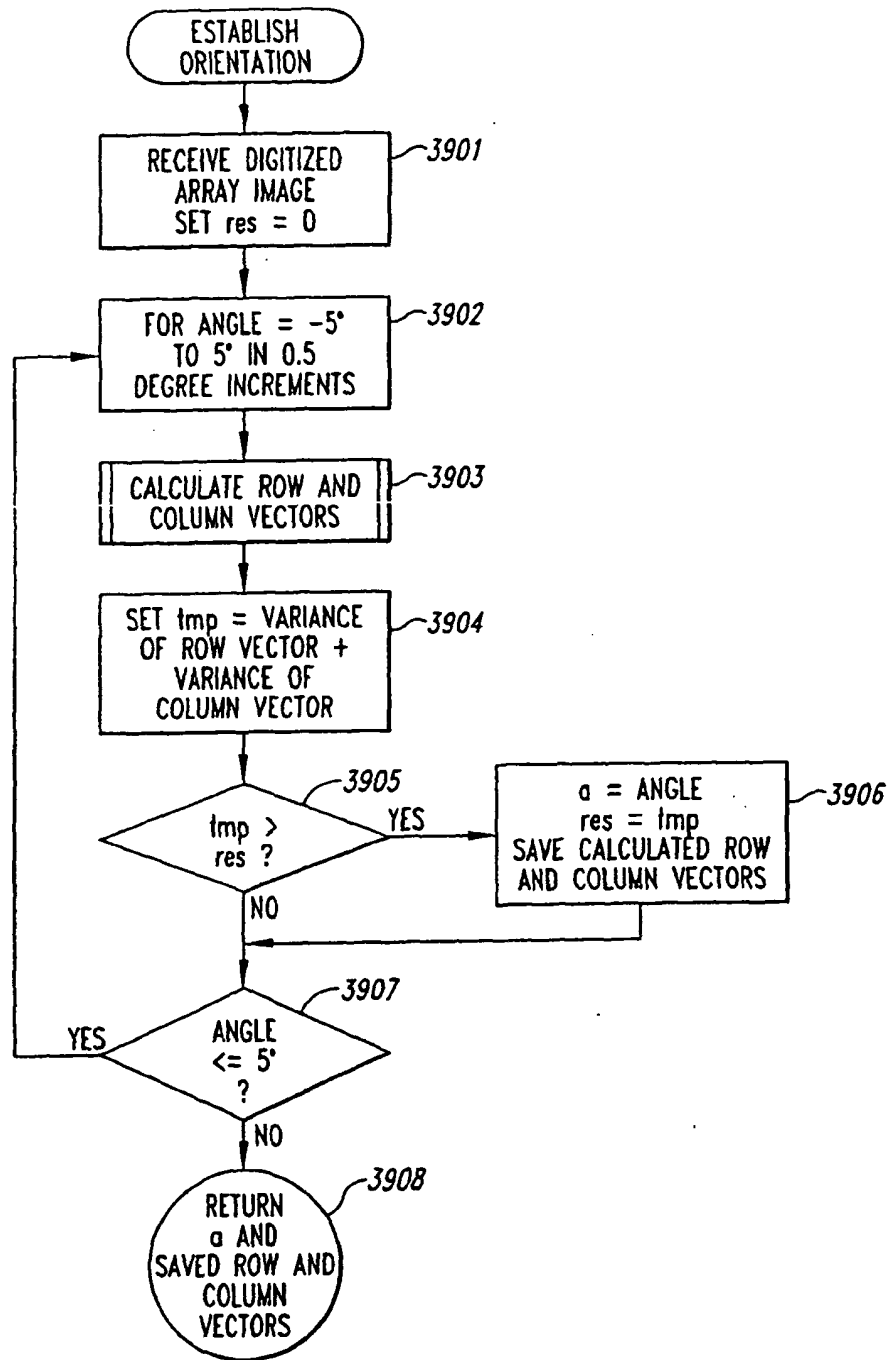 ESTABLISH
ORIENTATION
RECEIVE DIGITIZED
ARRAY IMAGE
SET res = 0
3901
FOR ANGLE = -5°
TO 5° IN 0.5
DEGREE INCREMENTS
3902
CALCULATE ROW AND
COLUMN VECTORS
3903
SET tmp = VARIANCE
OF ROW VECTOR +
VARIANCE OF
COLUMN VECTOR
3904
tmp >
res ?
3905
YES
NO
a = ANGLE
res = tmp
SAVE CALCULATED ROW
AND COLUMN VECTORS
3906
ANGLE
<= 5°
?
3907
YES
NO
RETURN
a AND
SAVED ROW AND
COLUMN
VECTORS
3908